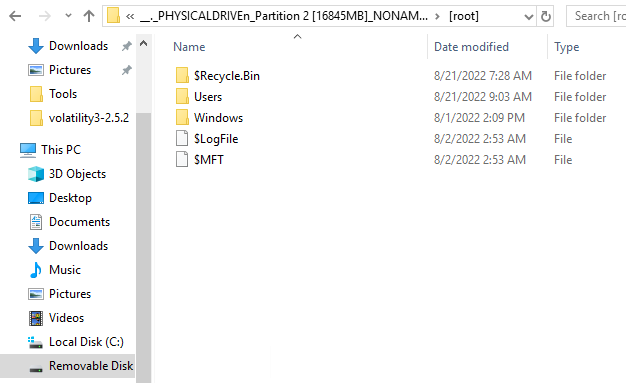 « __._PHYSICALDRIVEn_Partition 2 [16845MB]_NONAM... > [root]
Search [ro
Downloads
Pictures
Tools
volatility3-2.5.2
This PC
3D Objects
Desktop
Documents
Downloads
Music
Pictures
Videos
Local Disk (C:)
Removable Disk
Name Date modified Type
$Recycle.Bin 8/21/2022 7:28 AM File folder
Users 8/21/2022 9:03 AM File folder
Windows 8/1/2022 2:09 PM File folder
$LogFile 8/2/2022 2:53 AM File
$MFT 8/2/2022 2:53 AM File